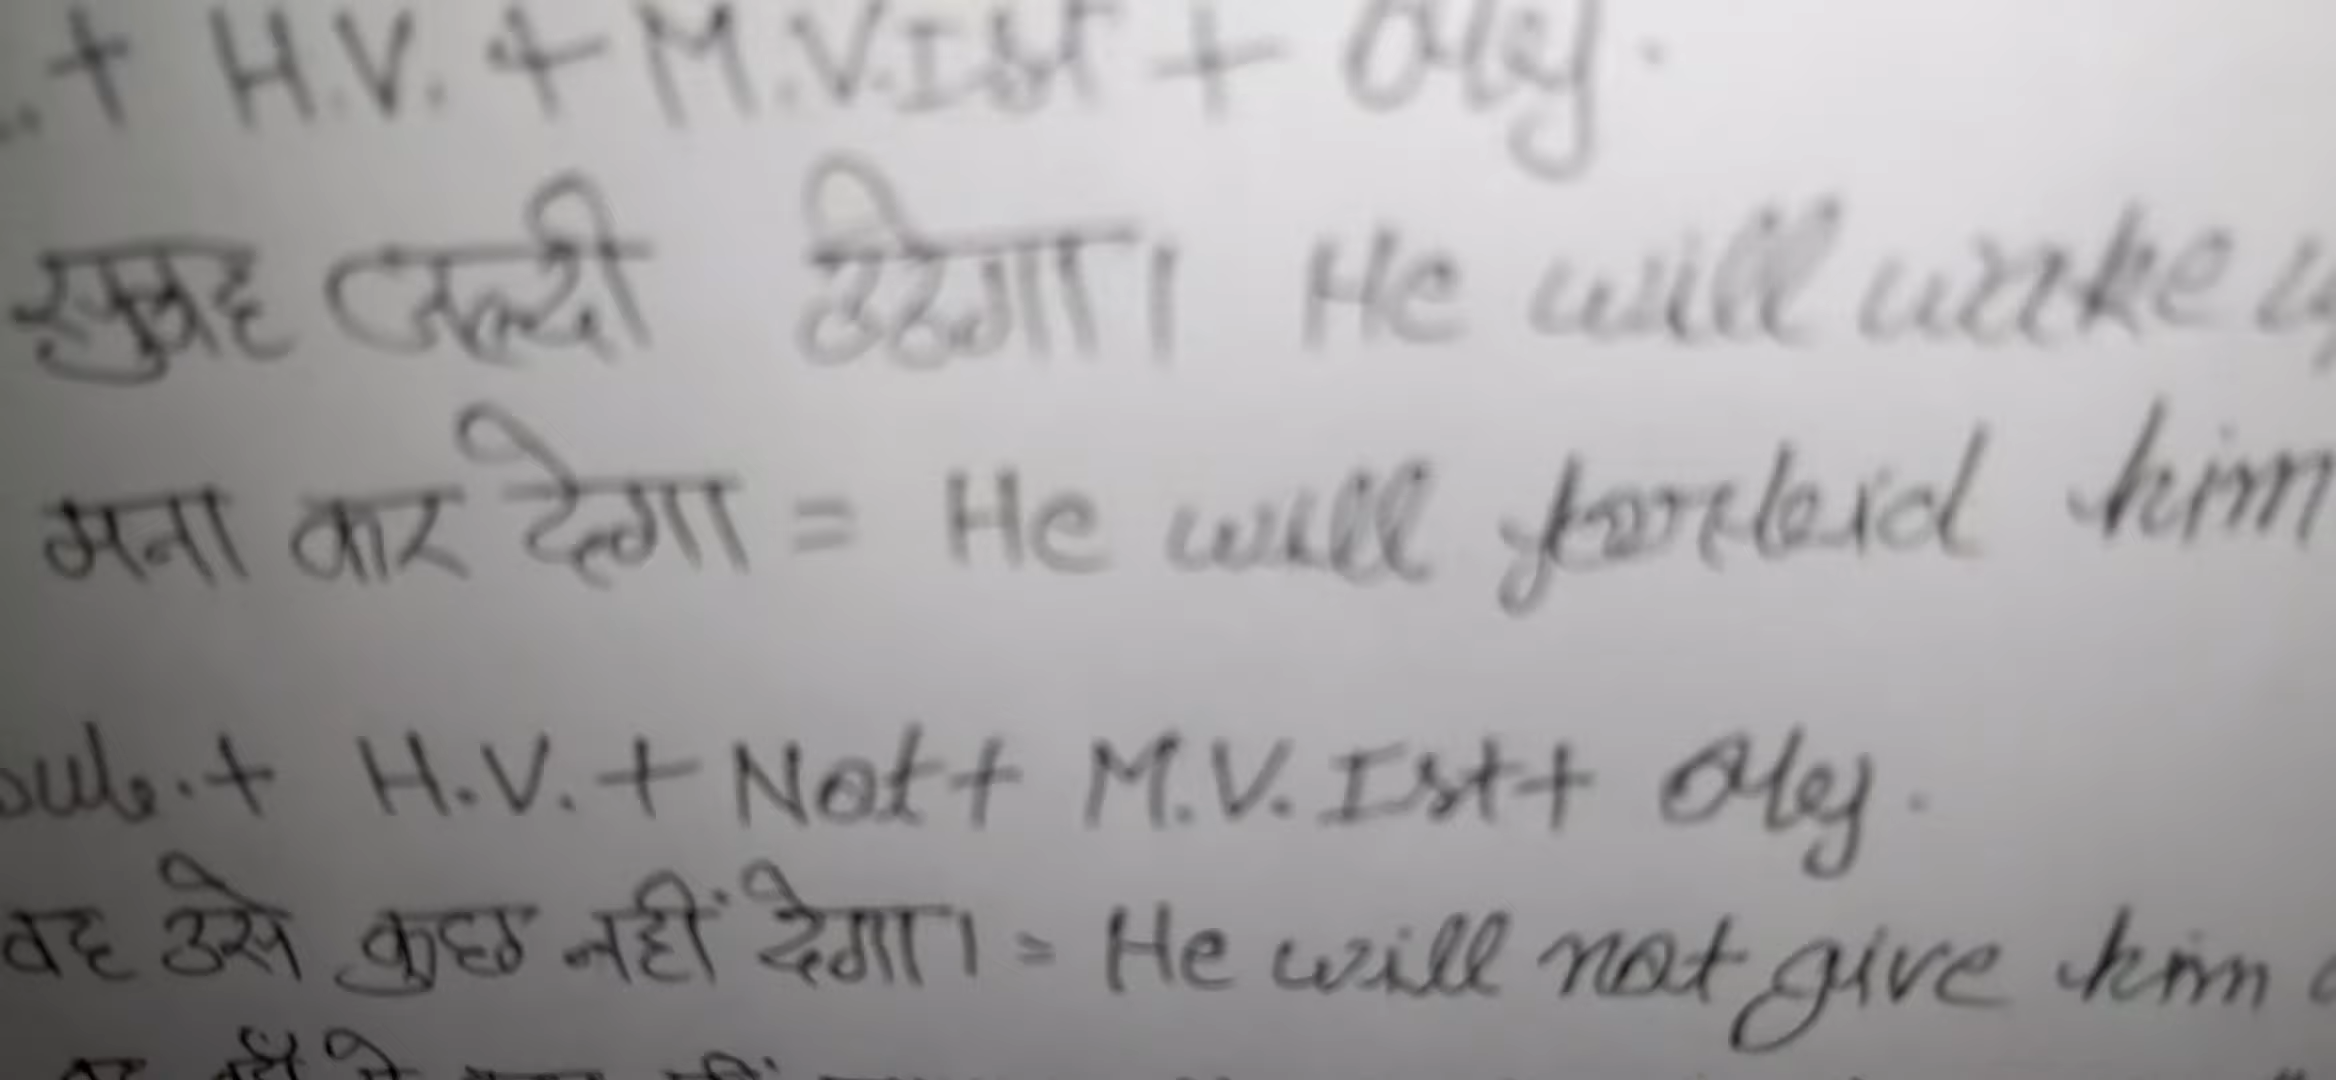 + H.V. + M.V.Ist + Obj.
सुबह जल्दी उठेगा। He will wake
मना कार देगा = He will forbid him
sub. + H.V. + Not + M.V. Ist + Obj.
वह उसे कुछ नहीं देगा। = He will not give him